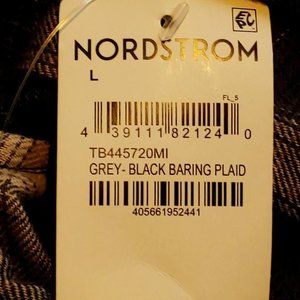 NORDSTROM
L
FL_5
4 39111 82124 0
TB445720MI
GREY- BLACK BARING PLAID
405661952441